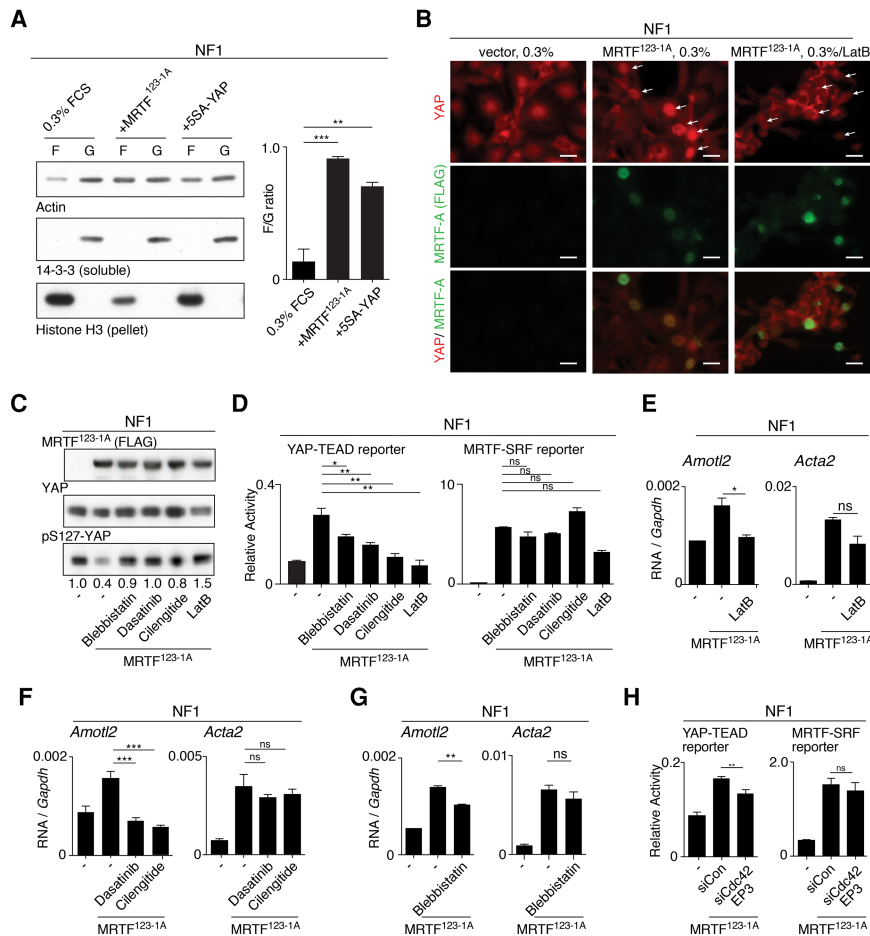 A
NF1
0.3% FCS
+MRTF123-1A
+5SA-YAP
F G F G F G
Actin
14-3-3 (soluble)
Histone H3 (pellet)
**
***
1.0
F/G ratio
0
0.3% FCS
+MRTF123-1A
+5SA-YAP
B
NF1
vector, 0.3%
MRTF123-1A, 0.3%
MRTF123-1A, 0.3%/LatB
YAP
MRTF-A (FLAG)
YAP/ MRTF-A
C
NF1
MRTF123-1A (FLAG)
YAP
pS127-YAP
1.0 0.4 0.9 1.0 0.8 1.5
-
-
Blebbistatin
Dasatinib
Cilengitide
LatB
MRTF123-1A
D
NF1
YAP-TEAD reporter
*
**
**
**
0.4
Relative Activity
0
-
-
Blebbistatin
Dasatinib
Cilengitide
LatB
MRTF123-1A
MRTF-SRF reporter
ns
ns
ns
ns
10
0
-
-
Blebbistatin
Dasatinib
Cilengitide
LatB
MRTF123-1A
E
NF1
Amotl2
0.002
*
RNA / Gapdh
0
-
-
LatB
MRTF123-1A
Acta2
0.02
ns
0
-
-
LatB
MRTF123-1A
F
NF1
Amotl2
0.002
***
***
RNA / Gapdh
0
-
-
Dasatinib
Cilengitide
MRTF123-1A
Acta2
0.005
ns
ns
0
-
-
Dasatinib
Cilengitide
MRTF123-1A
G
NF1
Amotl2
0.002
**
RNA / Gapdh
0
-
-
Blebbistatin
MRTF123-1A
Acta2
0.01
ns
0
-
-
Blebbistatin
MRTF123-1A
H
NF1
YAP-TEAD
reporter
0.2
**
Relative Activity
0
-
siCon
siCdc42
EP3
MRTF123-1A
MRTF-SRF
reporter
2.0
ns
0
-
siCon
siCdc42
EP3
MRTF123-1A